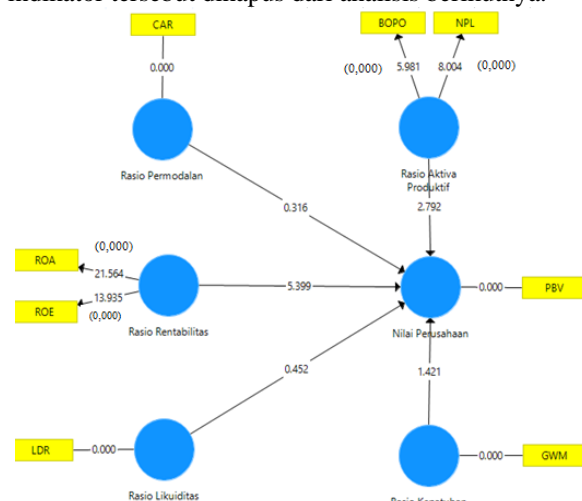 indikator tersebut dihapus dari analisis berikutnya.
CAR
BOPO
NPL
0.000
(0,000)
5.981
8.004
(0,000)
Rasio Permodalan
Rasio Aktiva
Produktif
0.316
2.792
ROA
(0,000)
21.564
ROE
13.935
(0,000)
Rasio Rentabilitas
5.399
Nilai Perusahaan
0.000
PBV
0.452
1.421
LDR
0.000
Rasio Likuiditas
0.000
GWM
Rasio Kepatuhan